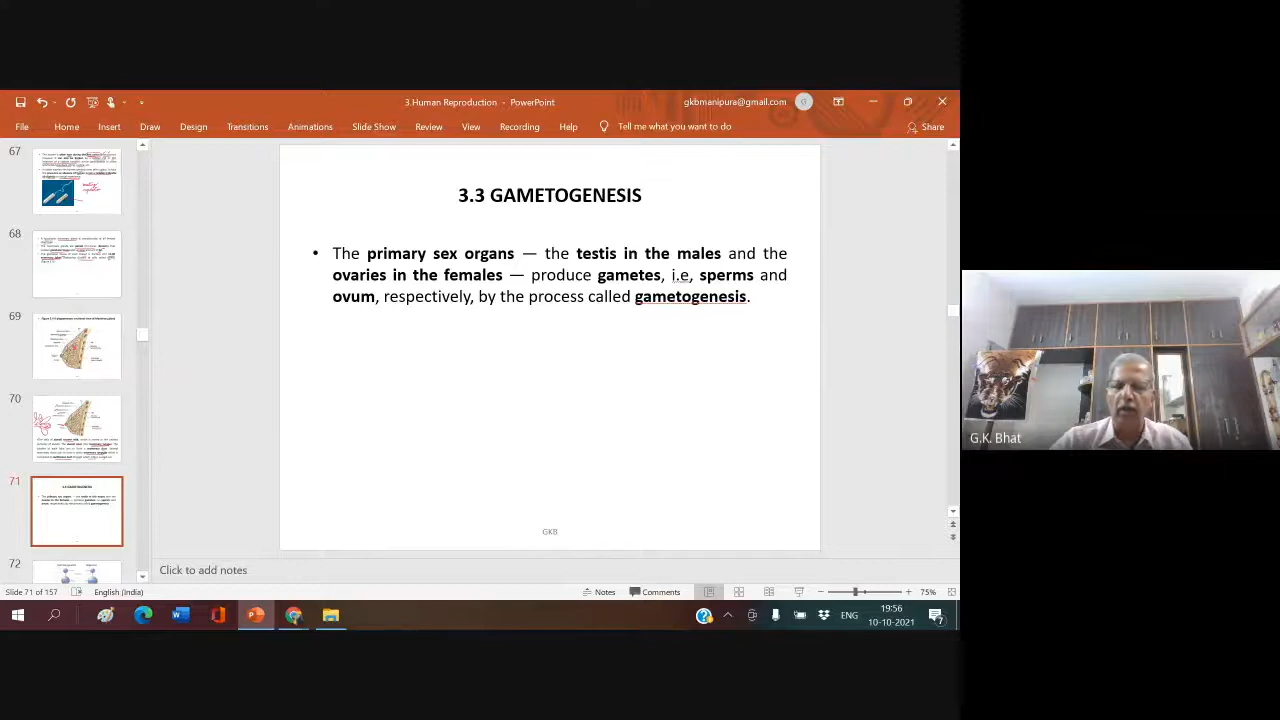 3.Human Reproduction - PowerPoint
gkbmanipura@gmail.com
File Home Insert Draw Design Transitions Animations Slide Show Review View Recording Help Tell me what you want to do Share
67
68
69
70
71
72
3.3 GAMETOGENESIS
• The primary sex organs — the testis in the males and the
ovaries in the females — produce gametes, i.e, sperms and
ovum, respectively, by the process called gametogenesis.
GKB
G.K. Bhat
Click to add notes
Slide 71 of 157 English (India) Notes Comments 75%
ENG
19:56
10-10-2021
7